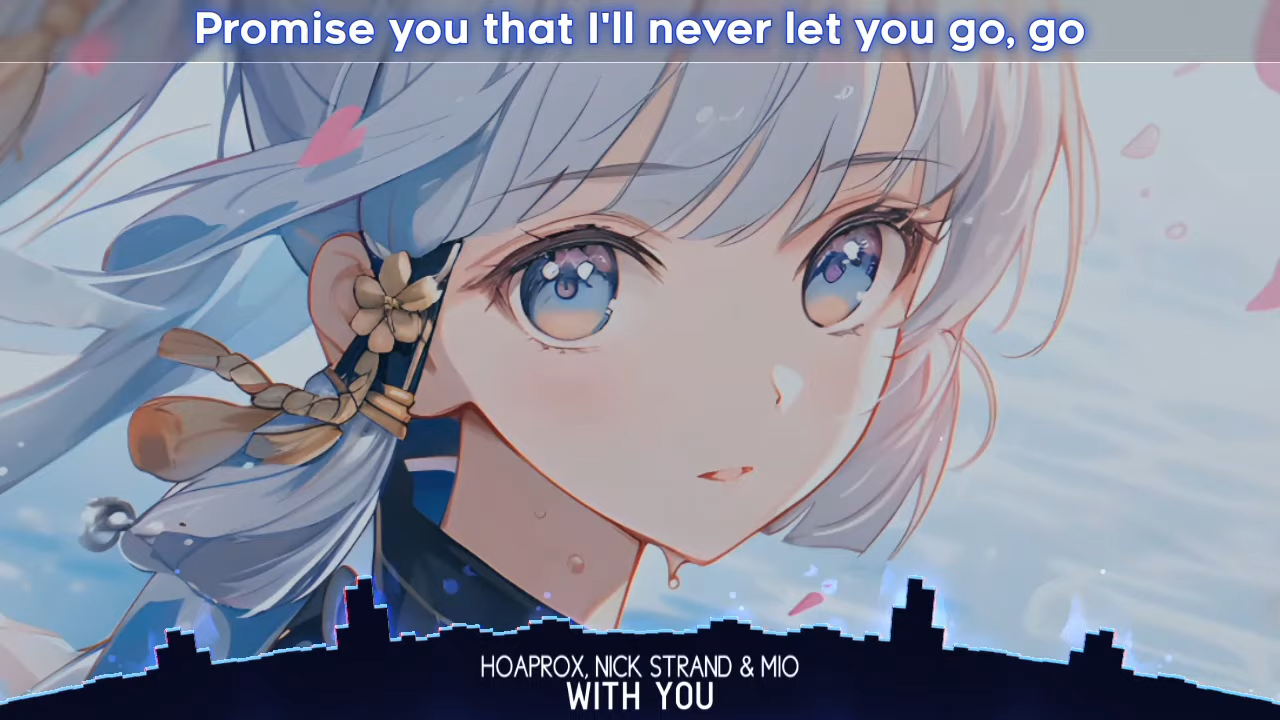 Promise you that I'll never let you go, go
HOAPROX, NICK STRAND & MIO
WITH YOU